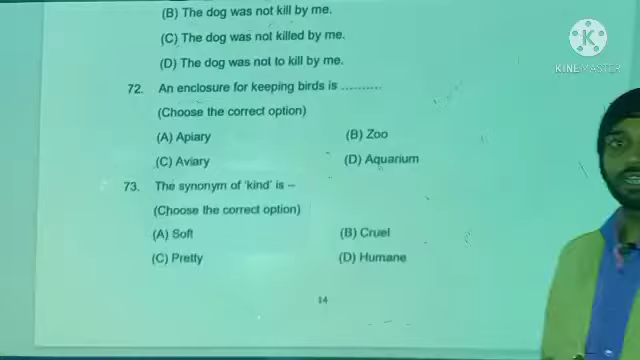 (B) The dog was not kill by me.
(C) The dog was not killed by me.
(D) The dog was not to kill by me.
72. An enclosure for keeping birds is ..........
(Choose the correct option)
(A) Apiary (B) Zoo
(C) Aviary (D) Aquarium
73. The synonym of 'kind' is –
(Choose the correct option)
(A) Soft (B) Cruel
(C) Pretty (D) Humane
14
KINEMASTER